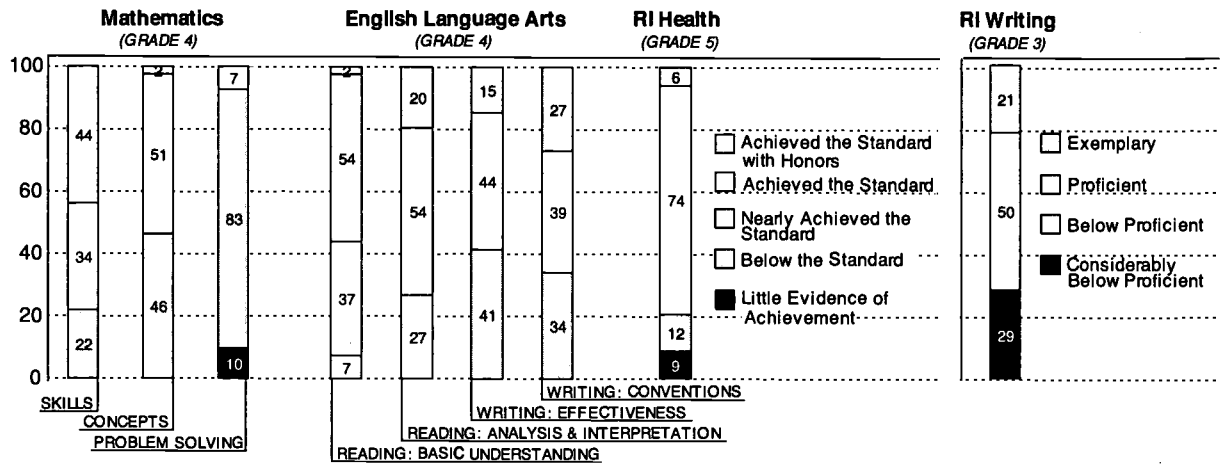 Mathematics
(GRADE 4)
English Language Arts
(GRADE 4)
RI Health
(GRADE 5)
RI Writing
(GRADE 3)
100
80
60
40
20
0
44
34
22
2
51
46
7
83
10
2
54
37
7
20
54
27
15
44
41
27
39
34
6
74
12
9
Achieved the Standard
with Honors
Achieved the Standard
Nearly Achieved the
Standard
Below the Standard
Little Evidence of
Achievement
21
50
29
Exemplary
Proficient
Below Proficient
Considerably
Below Proficient
SKILLS
CONCEPTS
PROBLEM SOLVING
WRITING: CONVENTIONS
WRITING: EFFECTIVENESS
READING: ANALYSIS & INTERPRETATION
READING: BASIC UNDERSTANDING